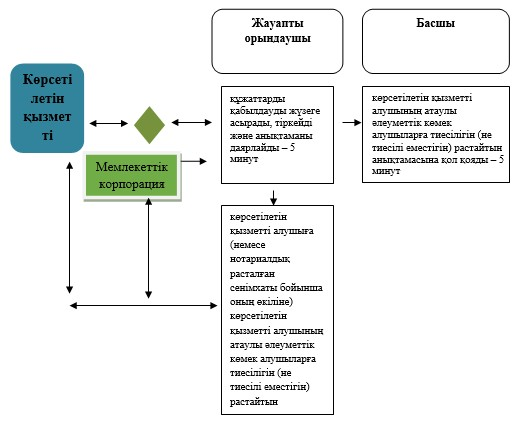 Жауапты
орындаушы
Басшы
Көрсеті
летін
қызмет
ті
Мемлекеттік
корпорация
құжаттарды
қабылдауды жүзеге
асырады, тіркейді
және анықтаманы
даярлайды – 5
минут
көрсетілетін қызметті
алушының атаулы
әлеуметтік көмек
алушыларға тиесілігін (не
тиесілі еместігін) растайтын
анықтамасына қол қояды – 5
минут
көрсетілетін
қызметті алушыға
(немесе
нотариалдық
расталған
сенімхаты бойынша
оның өкіліне)
көрсетілетін
қызметті алушының
атаулы әлеуметтік
көмек алушыларға
тиесілігін (не
тиесілі еместігін)
растайтын